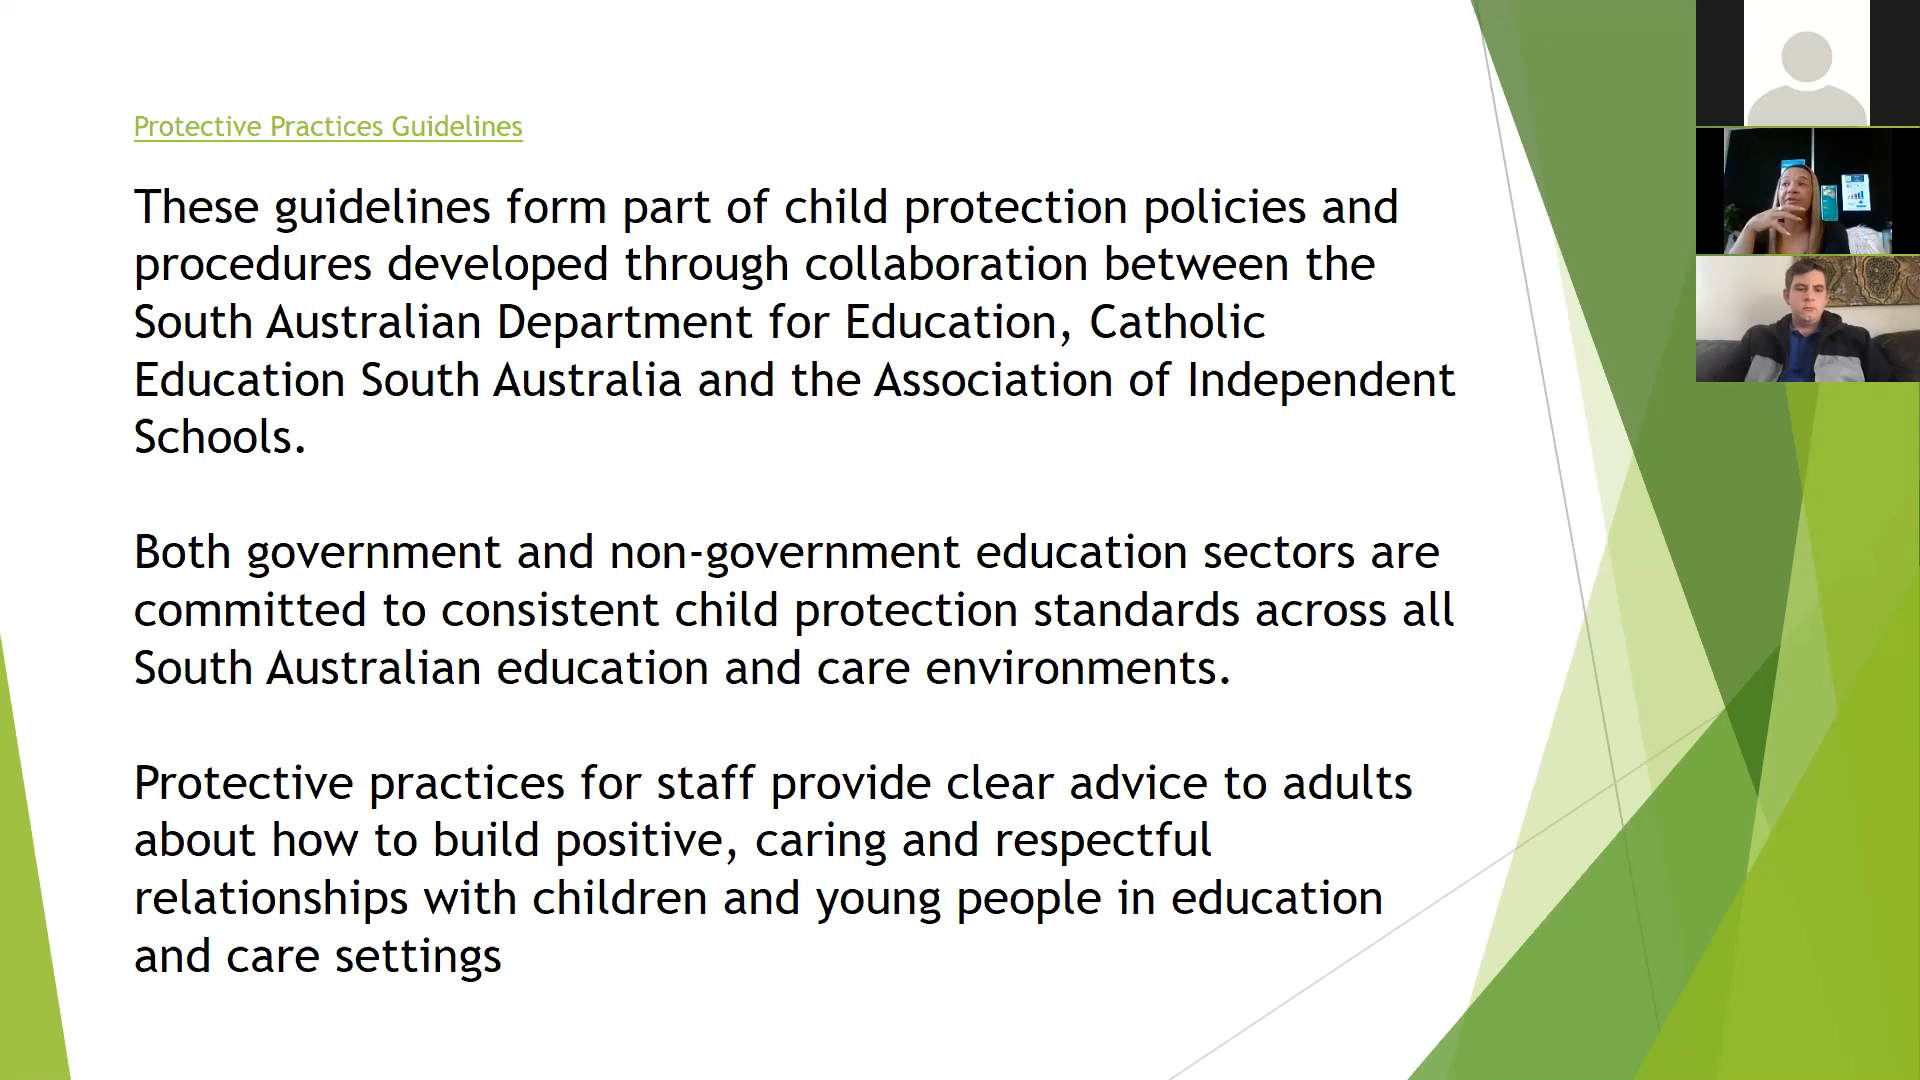 Protective Practices Guidelines
These guidelines form part of child protection policies and
procedures developed through collaboration between the
South Australian Department for Education, Catholic
Education South Australia and the Association of Independent
Schools.
Both government and non-government education sectors are
committed to consistent child protection standards across all
South Australian education and care environments.
Protective practices for staff provide clear advice to adults
about how to build positive, caring and respectful
relationships with children and young people in education
and care settings